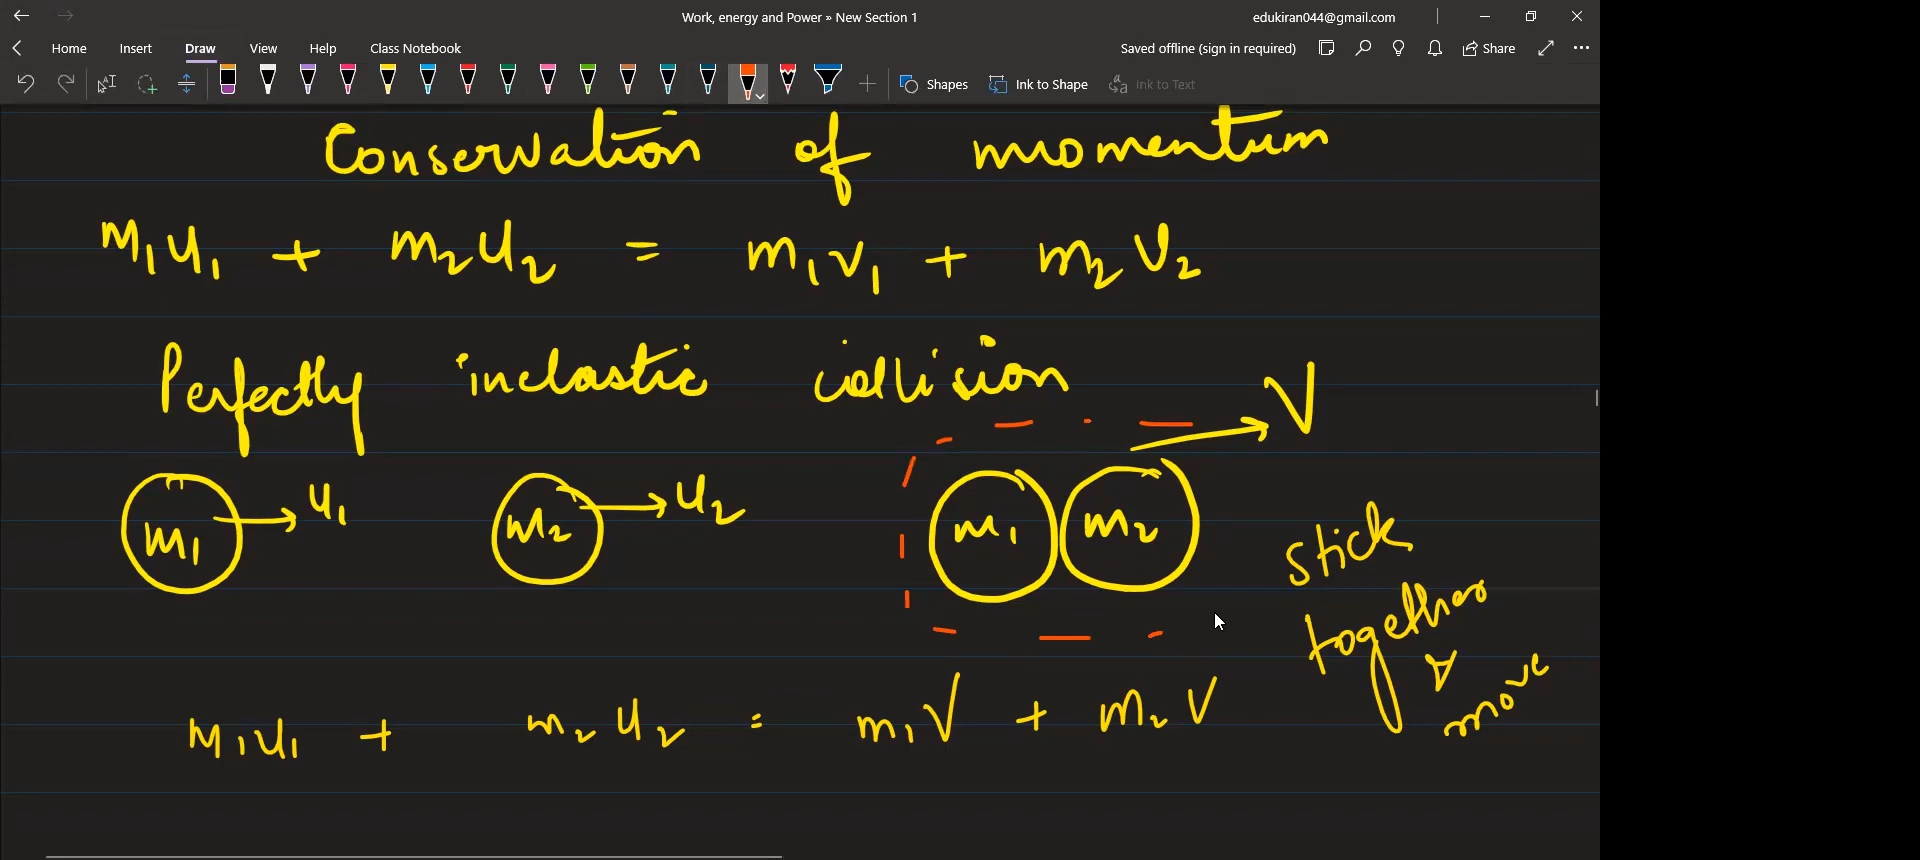 Work, energy and Power » New Section 1
edukiran044@gmail.com
Home Insert Draw View Help Class Notebook
Saved offline (sign in required) Share
Shapes Ink to Shape Ink to Text
Conservation of momentum
m₁u₁ + m₂u₂ = m₁v₁ + m₂v₂
Perfectly inelastic collision
V
m₁ u₁ m₂ u₂ m₁ m₂
stick
together
&
move
m₁u₁ + m₂u₂ = m₁V + m₂V